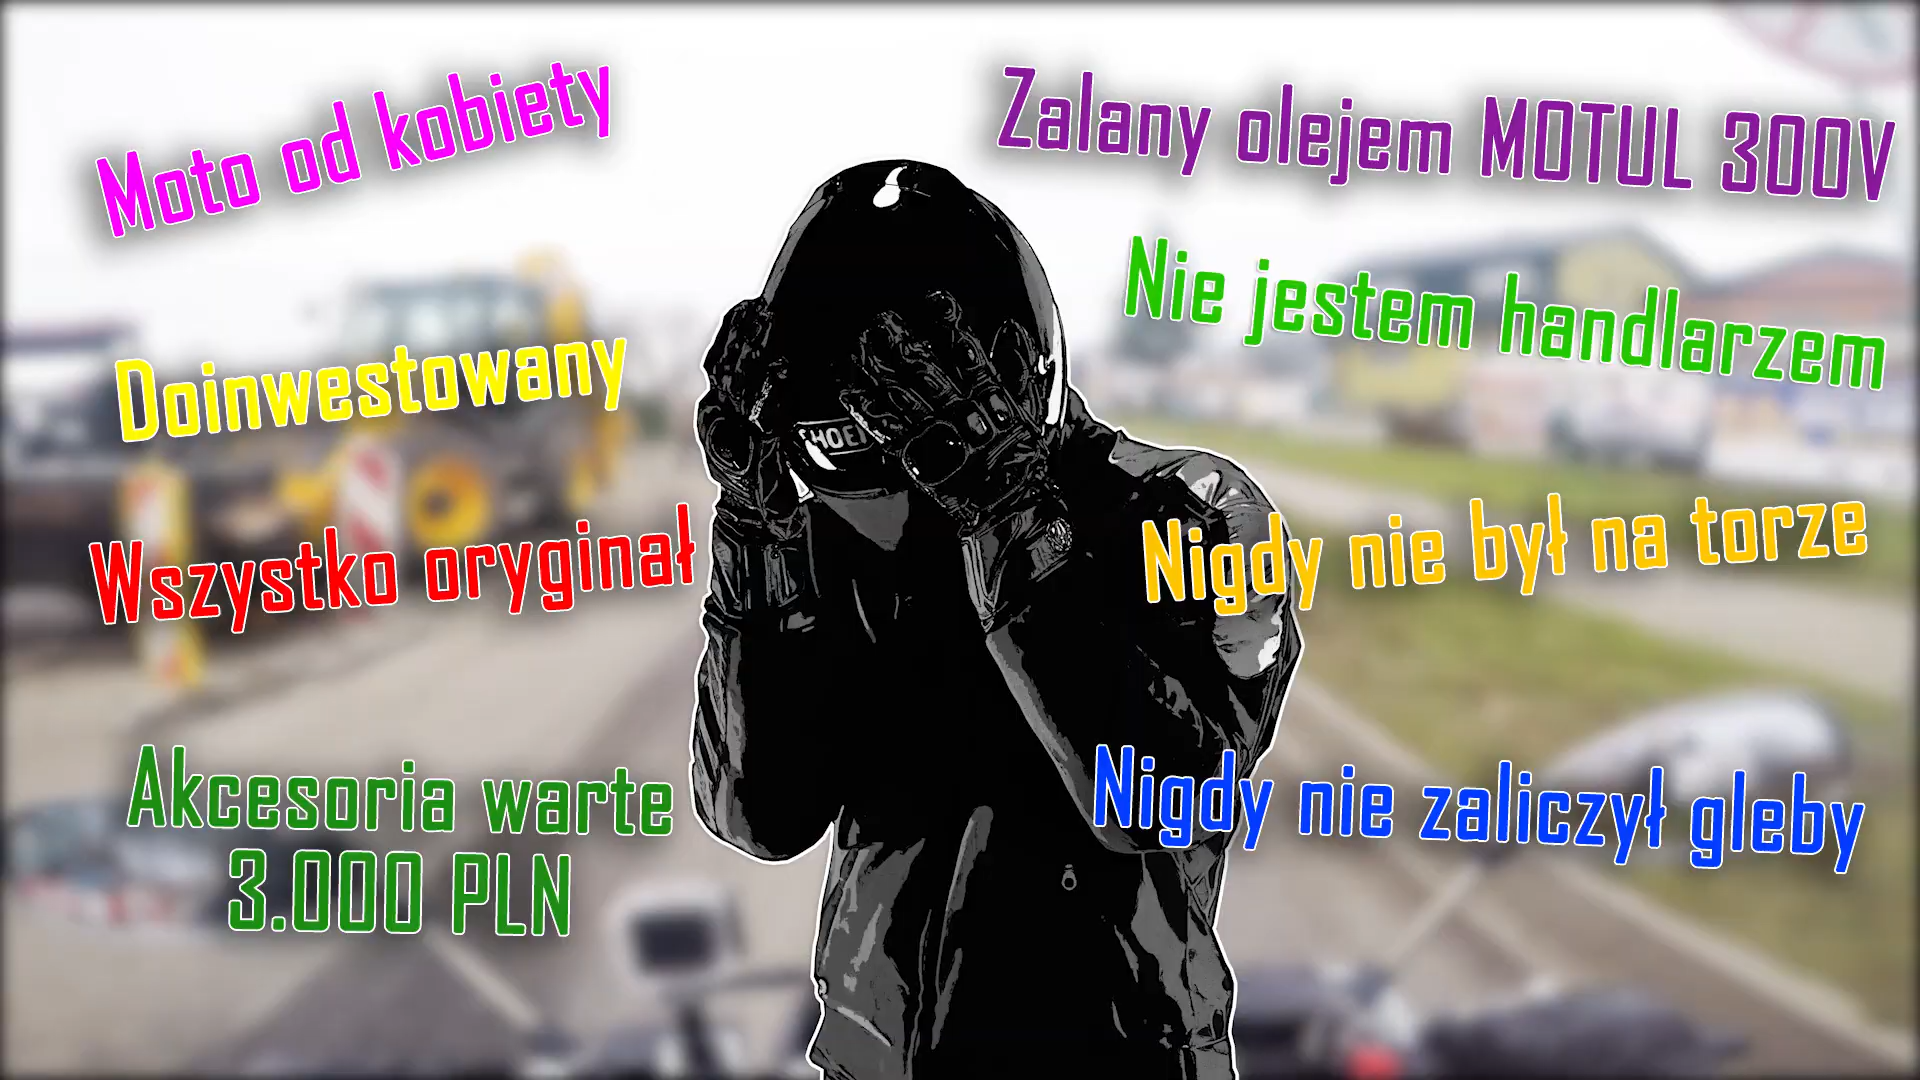 Moto od kobiety
Zalany olejem MOTUL 300V
Nie jestem handlarzem
Doinwestowany
Wszystko oryginał
Nigdy nie był na torze
Akcesoria warte
3.000 PLN
Nigdy nie zaliczył gleby